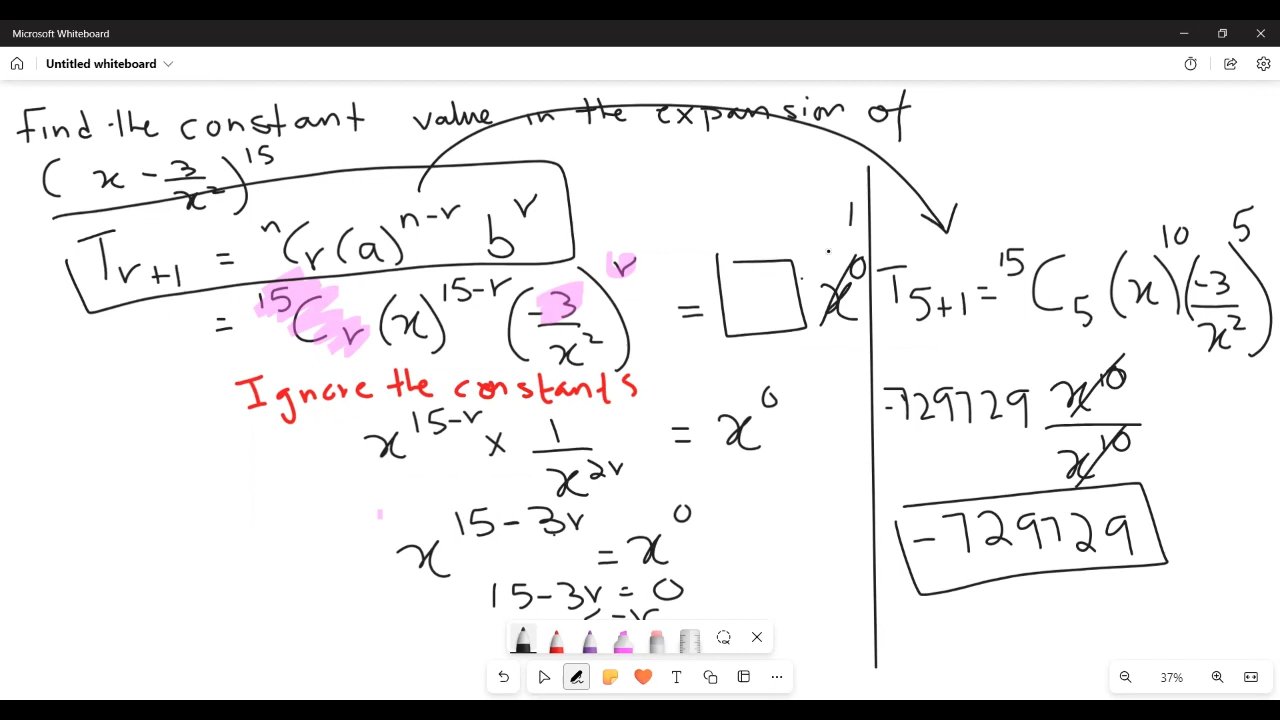 Microsoft Whiteboard
Untitled whiteboard
Find the constant value in the expansion of
(x - 3/x²)^15
T_{r+1} = ^nC_r (a)^{n-r} b^r
= ^15C_r (x)^{15-r} (-3/x²)^r = □ x^0 1
Ignore the constants
x^{15-r} × 1/x^{2r} = x^0
x^{15-3r} = x^0
15-3r = 0
T_{5+1} = ^15C_5 (x)^10 (-3/x²)^5
-729729 x^10/x^10
-729729
37%